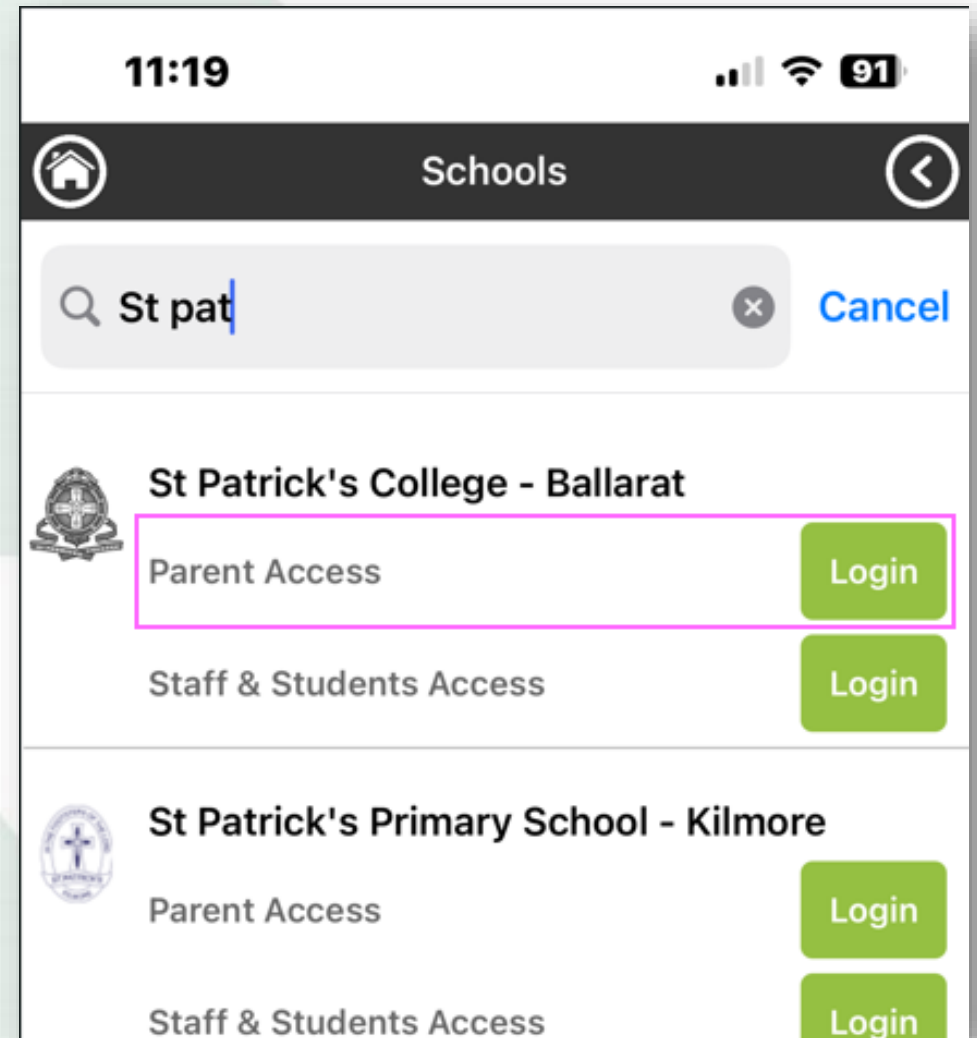 11:19 91
Schools
St pat Cancel
St Patrick's College - Ballarat
Parent Access Login
Staff & Students Access Login
St Patrick's Primary School - Kilmore
Parent Access Login
Staff & Students Access Login